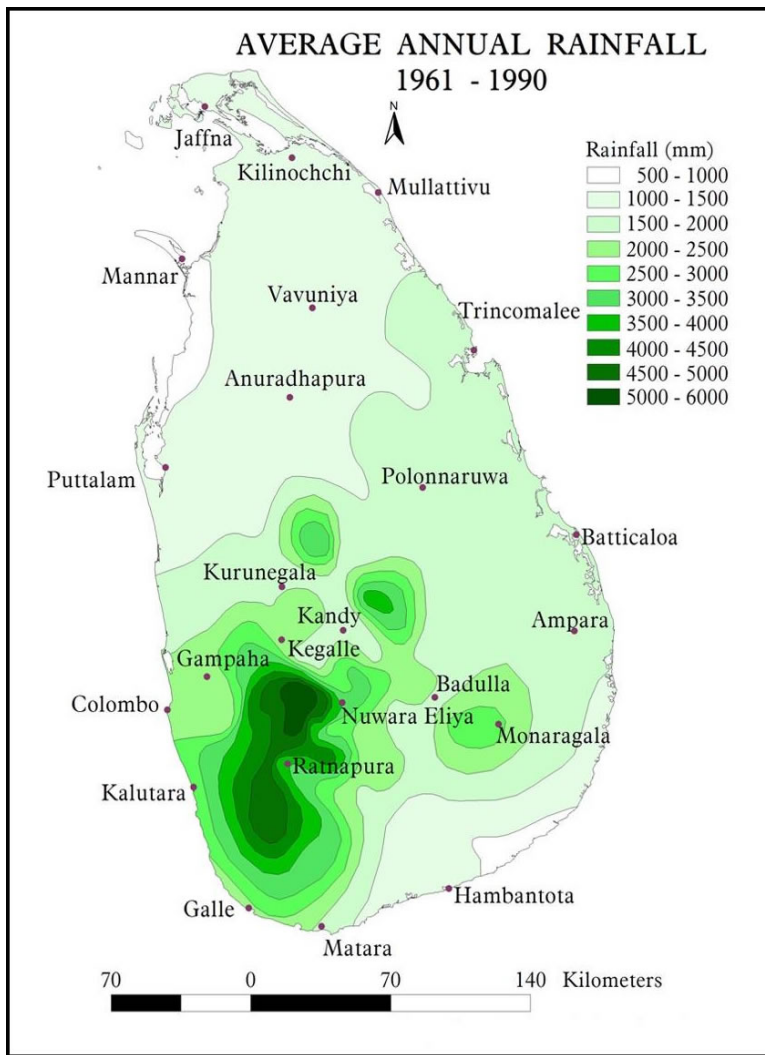 AVERAGE ANNUAL RAINFALL
1961 - 1990
N
Jaffna
Kilinochchi
Mullattivu
Rainfall (mm)
500 - 1000
1000 - 1500
1500 - 2000
2000 - 2500
2500 - 3000
3000 - 3500
3500 - 4000
4000 - 4500
4500 - 5000
5000 - 6000
Mannar
Vavuniya
Trincomalee
Anuradhapura
Puttalam
Polonnaruwa
Batticaloa
Kurunegala
Kandy
Ampara
Kegalle
Gampaha
Badulla
Colombo
Nuwara Eliya
Monaragala
Ratnapura
Kalutara
Hambantota
Galle
Matara
70 0 70 140 Kilometers